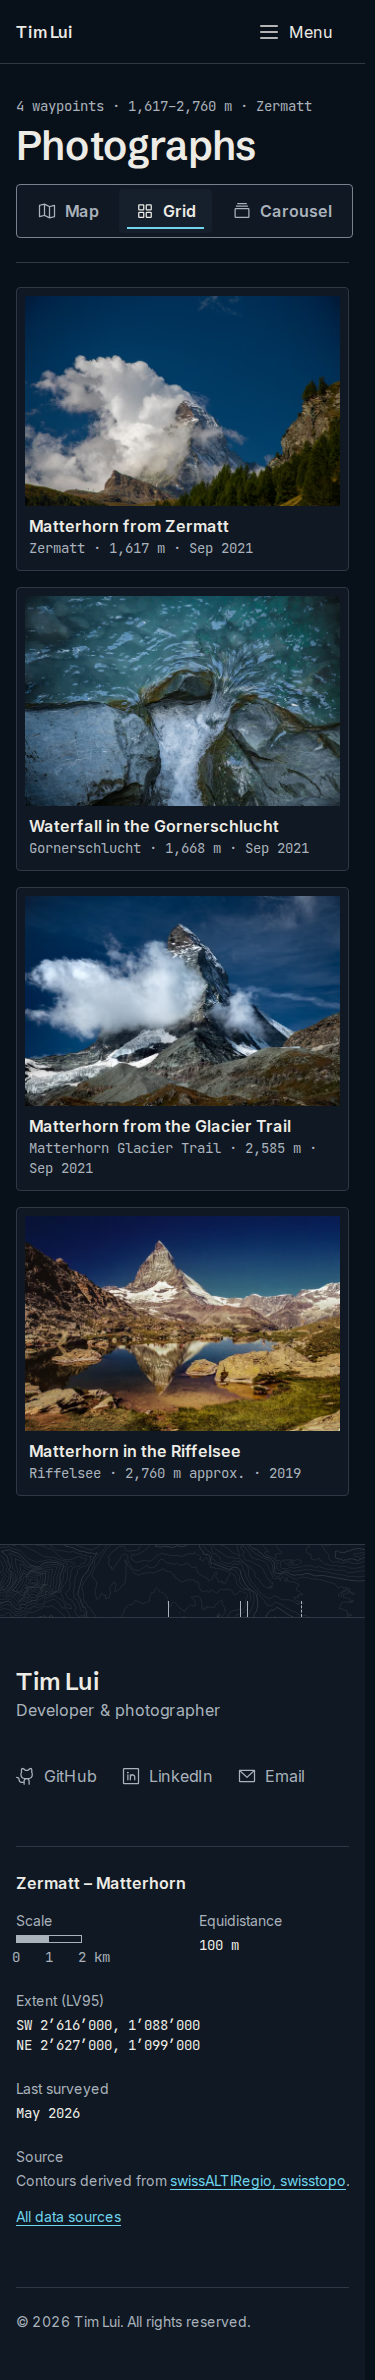 Tim Lui
Menu
4 waypoints · 1,617–2,760 m · Zermatt
Photographs
Map
Grid
Carousel
Matterhorn from Zermatt
Zermatt · 1,617 m · Sep 2021
Waterfall in the Gornerschlucht
Gornerschlucht · 1,668 m · Sep 2021
Matterhorn from the Glacier Trail
Matterhorn Glacier Trail · 2,585 m ·
Sep 2021
Matterhorn in the Riffelsee
Riffelsee · 2,760 m approx. · 2019
Tim Lui
Developer & photographer
GitHub
LinkedIn
Email
Zermatt – Matterhorn
Scale
0 1 2 km
Equidistance
100 m
Extent (LV95)
SW 2’616’000, 1’088’000
NE 2’627’000, 1’099’000
Last surveyed
May 2026
Source
Contours derived from swissALTIRegio, swisstopo.
All data sources
© 2026 Tim Lui. All rights reserved.